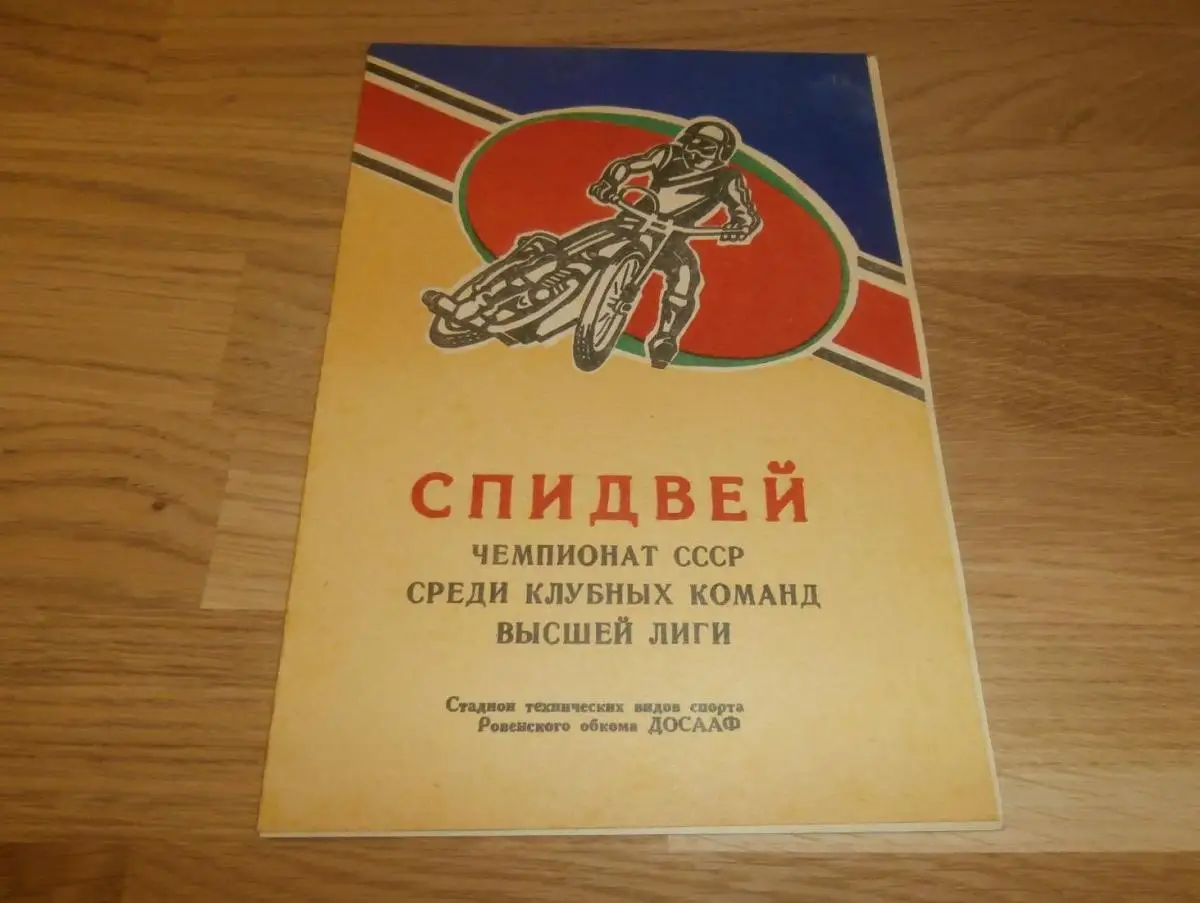 СПИДВЕЙ
ЧЕМПИОНАТ СССР
СРЕДИ КЛУБНЫХ КОМАНД
ВЫСШЕЙ ЛИГИ
Стадион технических видов спорта
Ровенского обкома ДОСААФ